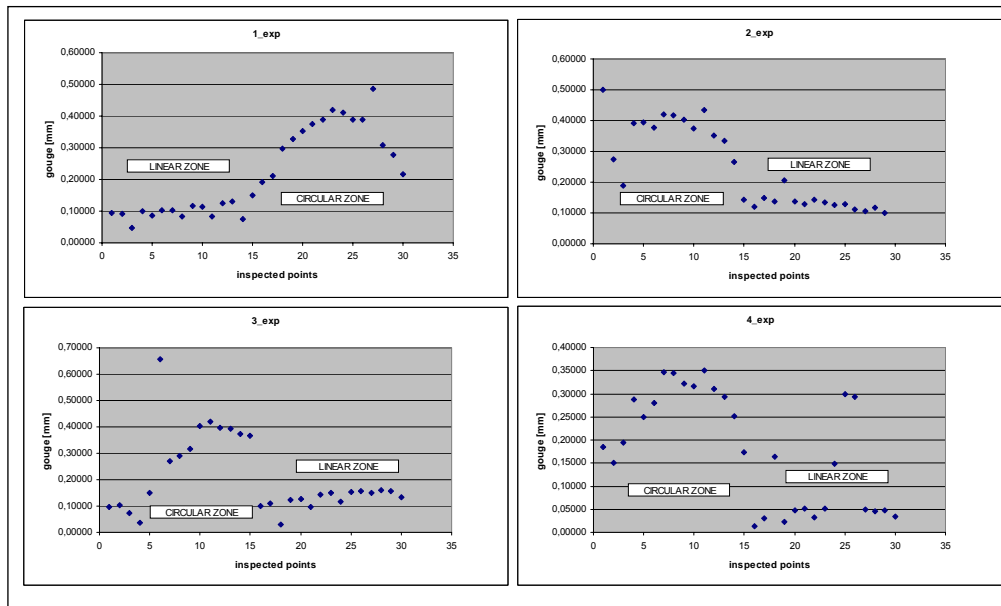 1_exp
0,60000
0,50000
0,40000
0,30000
0,20000
0,10000
0,00000
gouge [mm]
LINEAR ZONE
CIRCULAR ZONE
0 5 10 15 20 25 30 35
inspected points
2_exp
0,60000
0,50000
0,40000
0,30000
0,20000
0,10000
0,00000
gouge [mm]
LINEAR ZONE
CIRCULAR ZONE
0 5 10 15 20 25 30 35
inspected points
3_exp
0,70000
0,60000
0,50000
0,40000
0,30000
0,20000
0,10000
0,00000
gouge [mm]
LINEAR ZONE
CIRCULAR ZONE
0 5 10 15 20 25 30 35
inspected points
4_exp
0,40000
0,35000
0,30000
0,25000
0,20000
0,15000
0,10000
0,05000
0,00000
gouge [mm]
LINEAR ZONE
CIRCULAR ZONE
0 5 10 15 20 25 30 35
inspected points